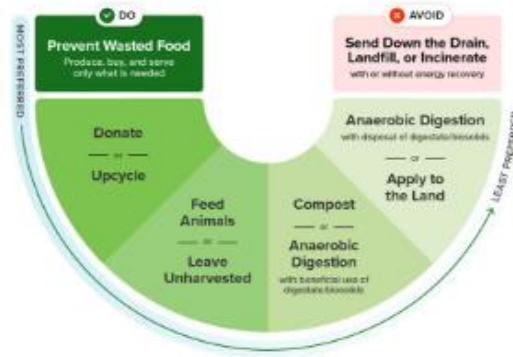 DO
Prevent Wasted Food
Produce, buy, and serve
only what is needed
AVOID
Send Down the Drain,
Landfill, or Incinerate
with or without energy recovery
MOST PREFERRED
Donate
or
Upcycle
Feed
Animals
or
Leave
Unharvested
Compost
or
Anaerobic
Digestion
with beneficial use of
digestate/biosolids
Anaerobic Digestion
with disposal of digestate/biosolids
or
Apply to
the Land
LEAST PREFERRED